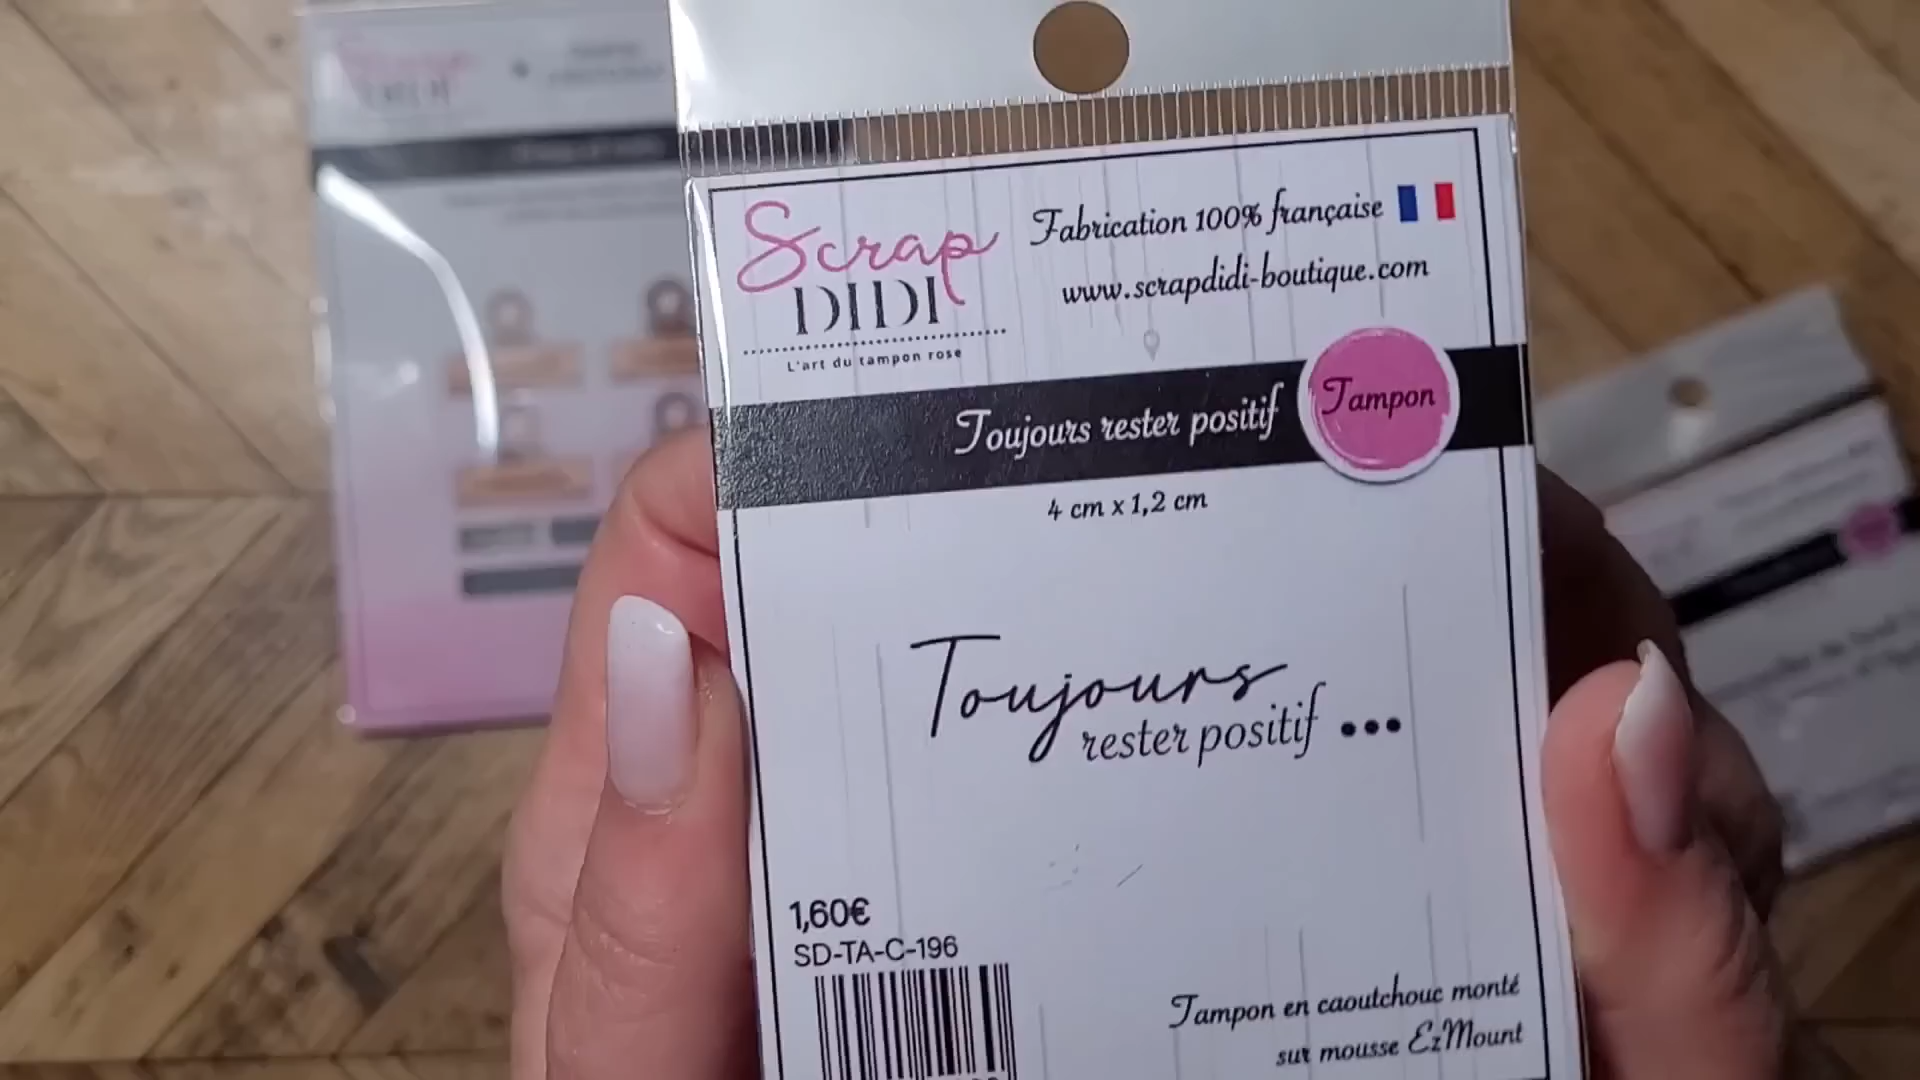 Scrap
DIDI
L'art du tampon rose
Fabrication 100% française
www.scrapdidi-boutique.com
Toujours rester positif
Tampon
4 cm x 1,2 cm
Toujours
rester positif ...
1,60€
SD-TA-C-196
Tampon en caoutchouc monté
sur mousse EzMount